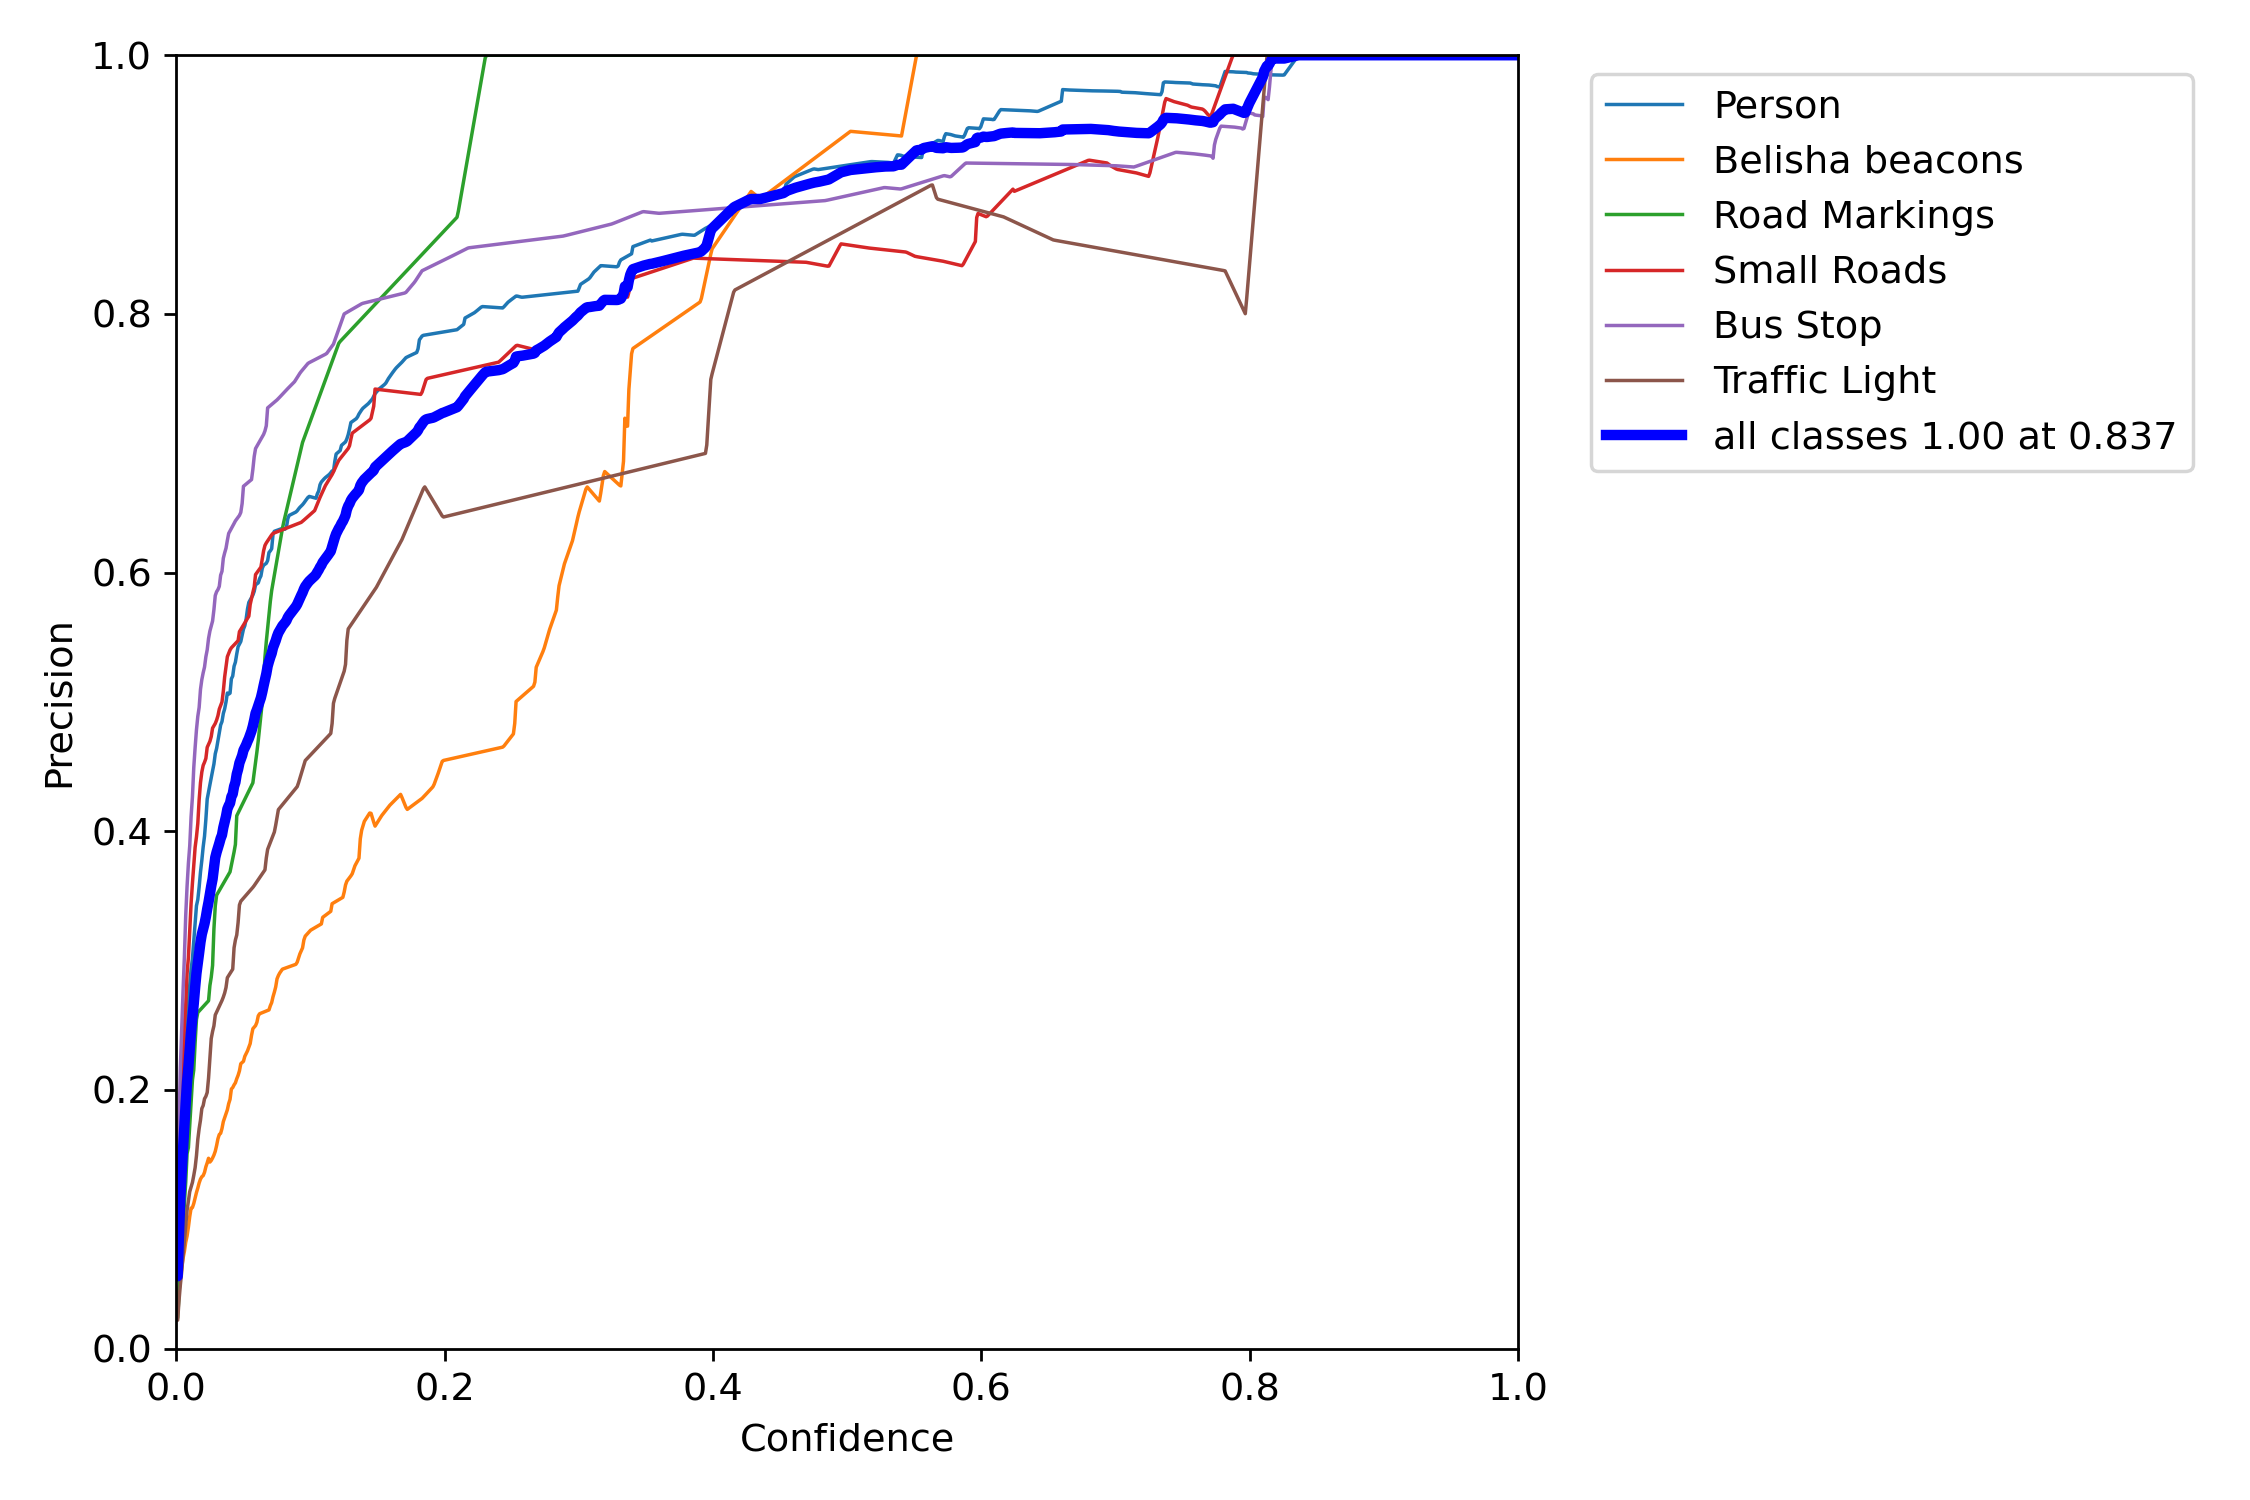 1.0
0.8
0.6
0.4
0.2
0.0
Precision
0.0 0.2 0.4 0.6 0.8 1.0
Confidence
Person
Belisha beacons
Road Markings
Small Roads
Bus Stop
Traffic Light
all classes 1.00 at 0.837